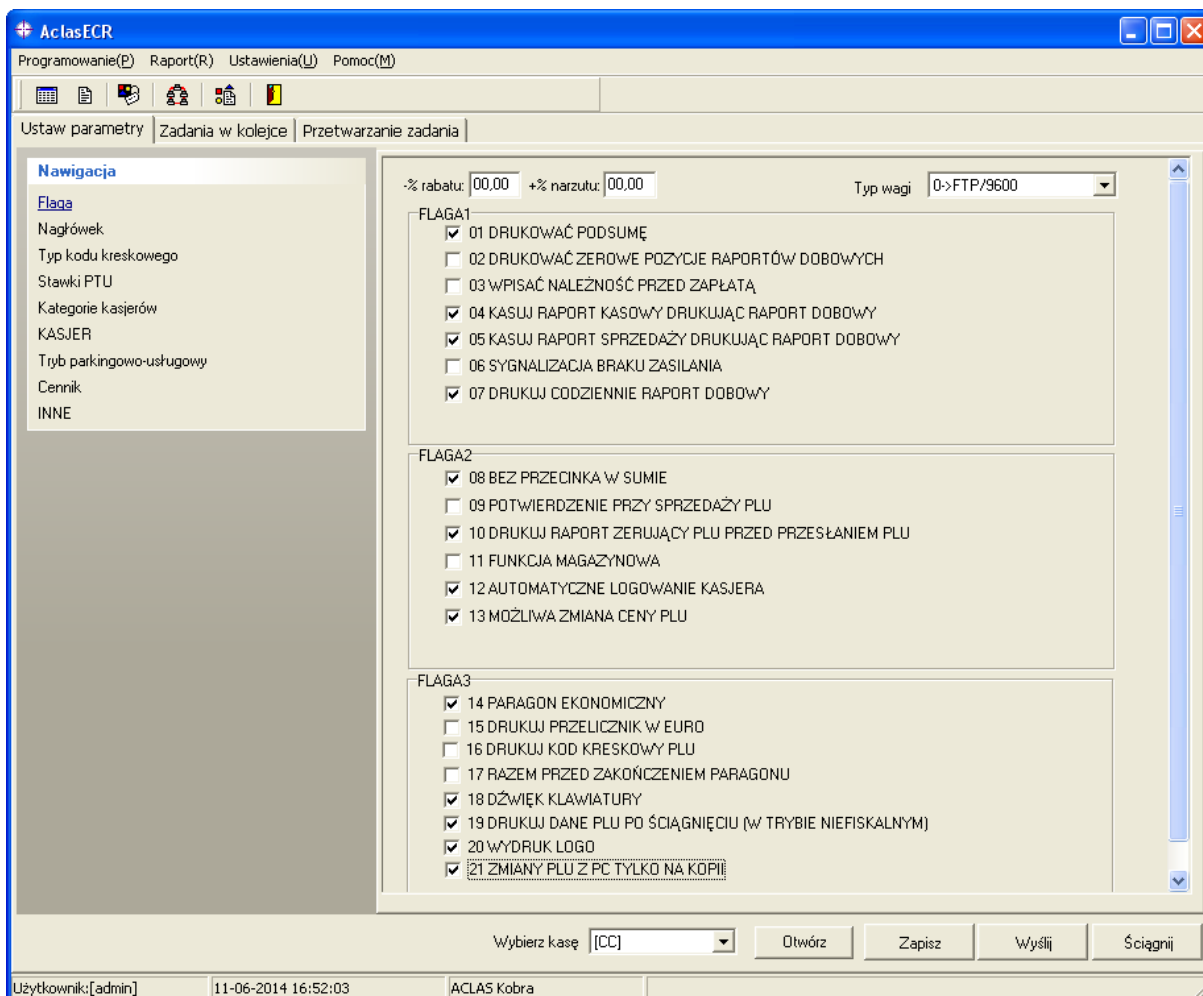 AclasECR
Programowanie(P) Raport(R) Ustawienia(U) Pomoc(M)
Ustaw parametry Zadania w kolejce Przetwarzanie zadania
Nawigacja
Flaga
Nagłówek
Typ kodu kreskowego
Stawki PTU
Kategorie kasjerów
KASJER
Tryb parkingowo-usługowy
Cennik
INNE
-% rabatu: 00,00 +% narzutu: 00,00 Typ wagi 0->FTP/9600
FLAGA1
01 DRUKOWAĆ PODSUMĘ
02 DRUKOWAĆ ZEROWE POZYCJE RAPORTÓW DOBOWYCH
03 WPISAĆ NALEŻNOŚĆ PRZED ZAPŁATĄ
04 KASUJ RAPORT KASOWY DRUKUJĄC RAPORT DOBOWY
05 KASUJ RAPORT SPRZEDAŻY DRUKUJĄC RAPORT DOBOWY
06 SYGNALIZACJA BRAKU ZASILANIA
07 DRUKUJ CODZIENNIE RAPORT DOBOWY
FLAGA2
08 BEZ PRZECINKA W SUMIE
09 POTWIERDZENIE PRZY SPRZEDAŻY PLU
10 DRUKUJ RAPORT ZERUJĄCY PLU PRZED PRZESŁANIEM PLU
11 FUNKCJA MAGAZYNOWA
12 AUTOMATYCZNE LOGOWANIE KASJERA
13 MOŻLIWA ZMIANA CENY PLU
FLAGA3
14 PARAGON EKONOMICZNY
15 DRUKUJ PRZELICZNIK W EURO
16 DRUKUJ KOD KRESKOWY PLU
17 RAZEM PRZED ZAKOŃCZENIEM PARAGONU
18 DŹWIĘK KLAWIATURY
19 DRUKUJ DANE PLU PO ŚCIĄGNIĘCIU (W TRYBIE NIEFISKALNYM)
20 WYDRUK LOGO
21 ZMIANY PLU Z PC TYLKO NA KOPII
Wybierz kasę [CC] Otwórz Zapisz Wyślij Ściągnij
Użytkownik:[admin] 11-06-2014 16:52:03 ACLAS Kobra